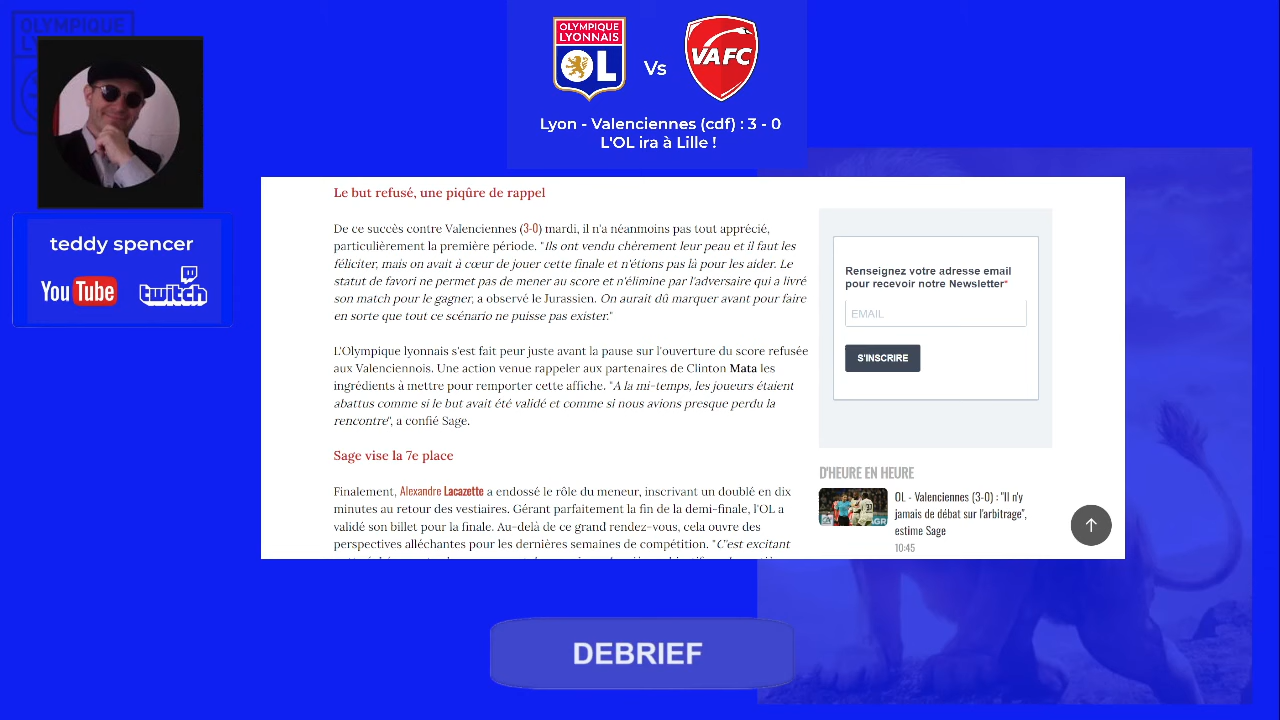 OLYMPIQUE
LYONNAIS
OL
VAFC
Vs
Lyon - Valenciennes (cdf) : 3 - 0
L'OL ira à Lille !
teddy spencer
YouTube
twitch
Le but refusé, une piqûre de rappel
De ce succès contre Valenciennes (3-0) mardi, il n'a néanmoins pas tout apprécié,
particulièrement la première période. "Ils ont vendu chèrement leur peau et il faut les
féliciter, mais on avait à cœur de jouer cette finale et n'étions pas là pour les aider. Le
statut de favori ne permet pas de mener au score et n'élimine par l'adversaire qui a livré
son match pour le gagner, a observé le Jurassien. On aurait dû marquer avant pour faire
en sorte que tout ce scénario ne puisse pas exister."
L'Olympique lyonnais s'est fait peur juste avant la pause sur l'ouverture du score refusée
aux Valenciennois. Une action venue rappeler aux partenaires de Clinton Mata les
ingrédients à mettre pour remporter cette affiche. "A la mi-temps, les joueurs étaient
abattus comme si le but avait été validé et comme si nous avions presque perdu la
rencontre", a confié Sage.
Sage vise la 7e place
Finalement, Alexandre Lacazette a endossé le rôle du meneur, inscrivant un doublé en dix
minutes au retour des vestiaires. Gérant parfaitement la fin de la demi-finale, l'OL a
validé son billet pour la finale. Au-delà de ce grand rendez-vous, cela ouvre des
perspectives alléchantes pour les dernières semaines de compétition. "C'est excitant
Renseignez votre adresse email
pour recevoir notre Newsletter*
EMAIL
S'INSCRIRE
D'HEURE EN HEURE
OL - Valenciennes (3-0) : "Il n'y
jamais de débat sur l'arbitrage",
estime Sage
10:45
DEBRIEF